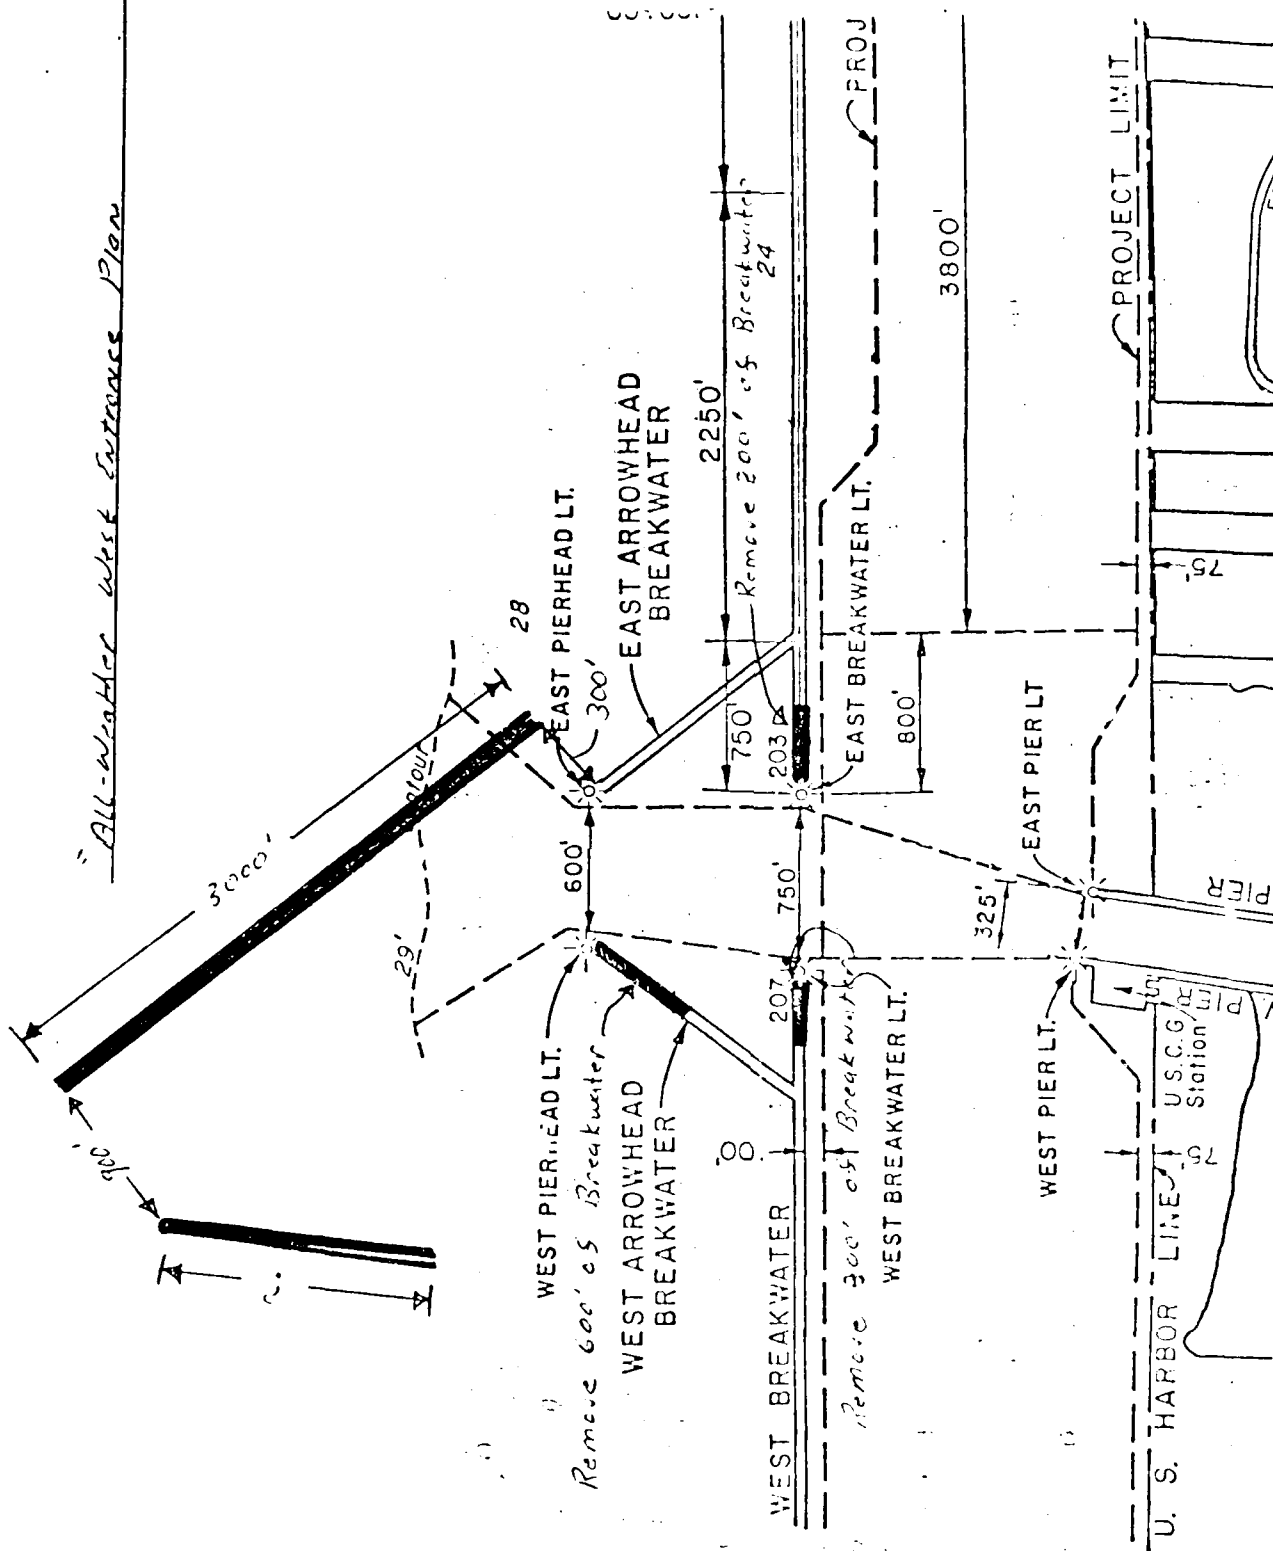 "ALL-Weather West Entrance Plan
3000'
900'
29'
28
EAST PIERHEAD LT.
300'
EAST ARROWHEAD
BREAKWATER
2250'
Remove 200' of Breakwater
24
750'
203
EAST BREAKWATER LT.
800'
3800'
PROJ
PROJECT LIMIT
600'
750'
207
WEST PIERHEAD LT.
Remove 600' of Breakwater
WEST ARROWHEAD
BREAKWATER
WEST BREAKWATER
Remove 300' of Breakwater
WEST BREAKWATER LT.
EAST PIER LT
325'
WEST PIER LT.
PIER
PIER
U.S.C.G.
Station
75'
75'
U. S. HARBOR LINE